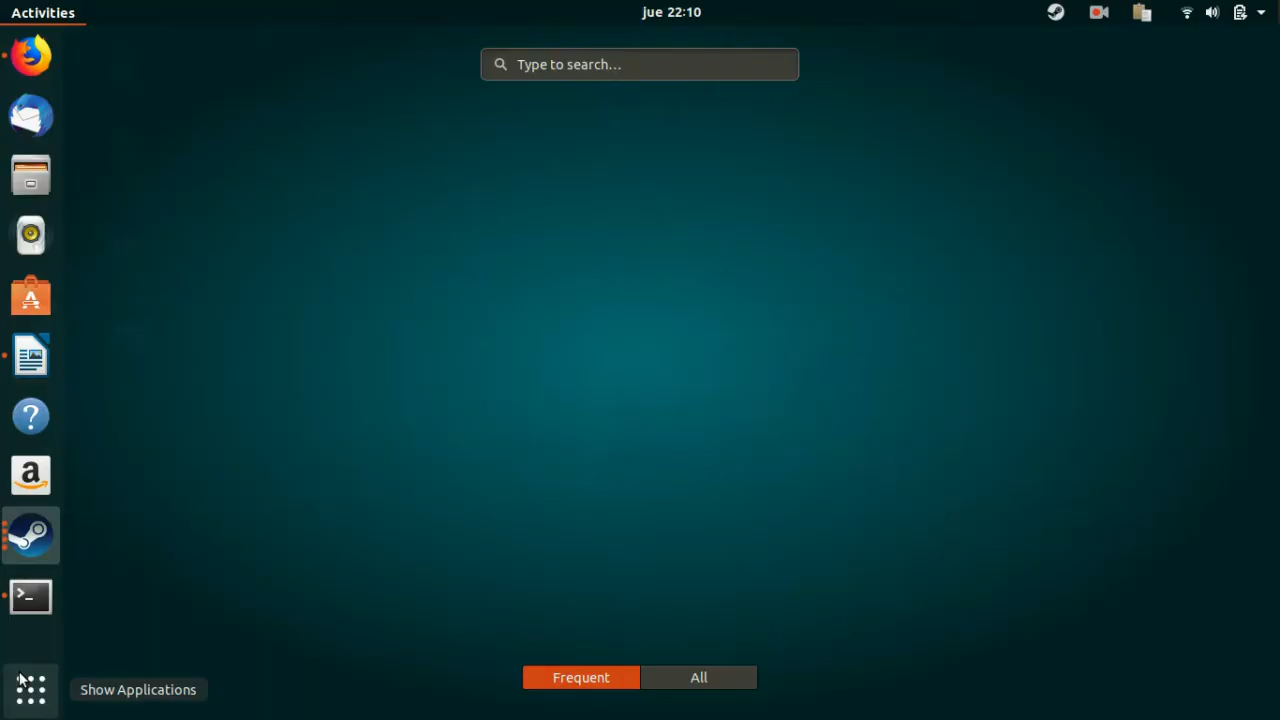 Activities
jue 22:10
Type to search...
Show Applications
Frequent
All